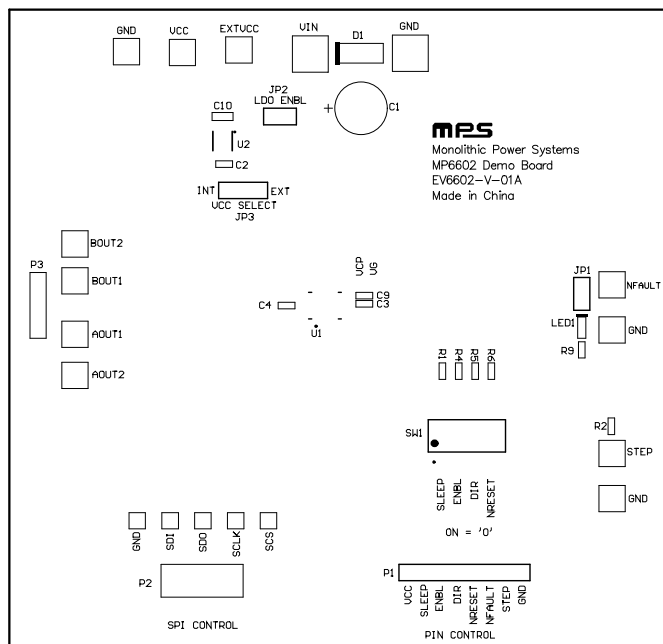 GND
VCC
EXTVCC
VIN
D1
GND
JP2
LDO ENBL
C10
+
C1
U2
C2
INT
EXT
VCC SELECT
JP3
MPS
Monolithic Power Systems
MP6602 Demo Board
EV6602-V-01A
Made in China
BOUT2
P3
BOUT1
AOUT1
AOUT2
VCP
VG
C4
C9
C3
U1
JP1
NFAULT
LED1
GND
R9
R1
R4
R5
R6
SW1
R2
STEP
GND
SLEEP
ENBL
DIR
NRESET
ON = '0'
GND
SDI
SDO
SCLK
SCS
P2
SPI CONTROL
P1
VCC
SLEEP
ENBL
DIR
NRESET
NFAULT
STEP
GND
PIN CONTROL